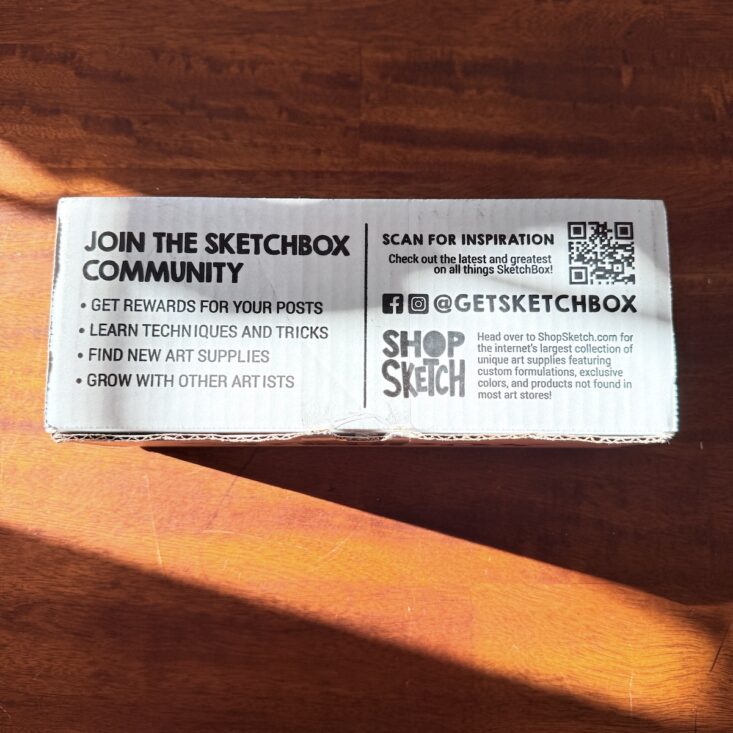 JOIN THE SKETCHBOX
COMMUNITY
• GET REWARDS FOR YOUR POSTS
• LEARN TECHNIQUES AND TRICKS
• FIND NEW ART SUPPLIES
• GROW WITH OTHER ARTISTS
SCAN FOR INSPIRATION
Check out the latest and greatest
on all things SketchBox!
@GETSKETCHBOX
SHOP
SKETCH
Head over to ShopSketch.com for
the internet's largest collection of
unique art supplies featuring
custom formulations, exclusive
colors, and products not found in
most art stores!